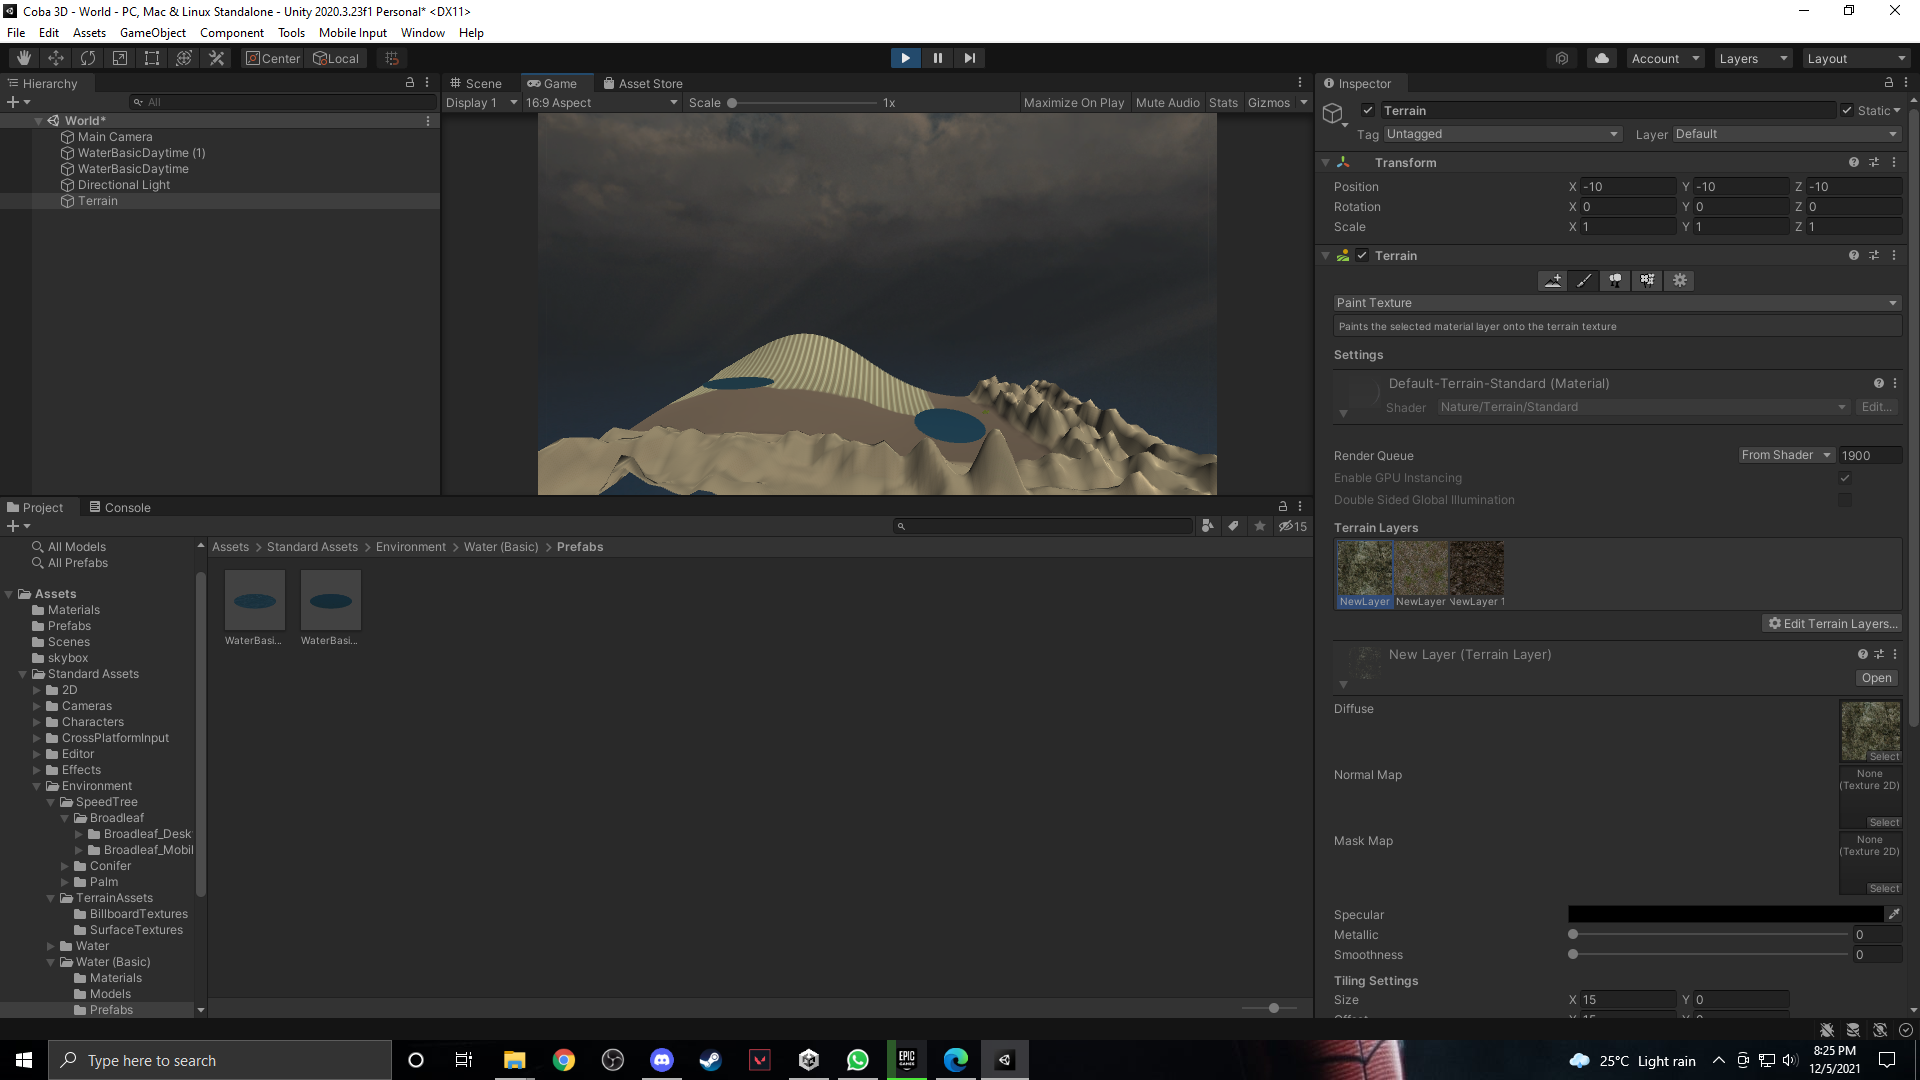 Coba 3D - World - PC, Mac & Linux Standalone - Unity 2020.3.23f1 Personal* <DX11>
File Edit Assets GameObject Component Tools Mobile Input Window Help
Center Local Account Layers Layout
Hierarchy
All
World*
Main Camera
WaterBasicDaytime (1)
WaterBasicDaytime
Directional Light
Terrain
Scene Game Asset Store
Display 1 16:9 Aspect Scale 1x Maximize On Play Mute Audio Stats Gizmos
Inspector
Terrain Static
Tag Untagged Layer Default
Transform
Position X -10 Y -10 Z -10
Rotation X 0 Y 0 Z 0
Scale X 1 Y 1 Z 1
Terrain
Paint Texture
Paints the selected material layer onto the terrain texture
Settings
Default-Terrain-Standard (Material)
Shader Nature/Terrain/Standard Edit...
Render Queue From Shader 1900
Enable GPU Instancing
Double Sided Global Illumination
Terrain Layers
NewLayer NewLayer NewLayer 1
Edit Terrain Layers...
New Layer (Terrain Layer)
Open
Diffuse
Select
Normal Map
None
(Texture 2D)
Select
Mask Map
None
(Texture 2D)
Select
Specular
Metallic 0
Smoothness 0
Tiling Settings
Size X 15 Y 0
Project Console
15
All Models
All Prefabs
Assets
Materials
Prefabs
Scenes
skybox
Standard Assets
2D
Cameras
Characters
CrossPlatformInput
Editor
Effects
Environment
SpeedTree
Broadleaf
Broadleaf_Desk
Broadleaf_Mobil
Conifer
Palm
TerrainAssets
BillboardTextures
SurfaceTextures
Water
Water (Basic)
Materials
Models
Prefabs
Assets > Standard Assets > Environment > Water (Basic) > Prefabs
WaterBasi... WaterBasi...
Type here to search
EPIC
GAMES
25°C Light rain
8:25 PM
12/5/2021